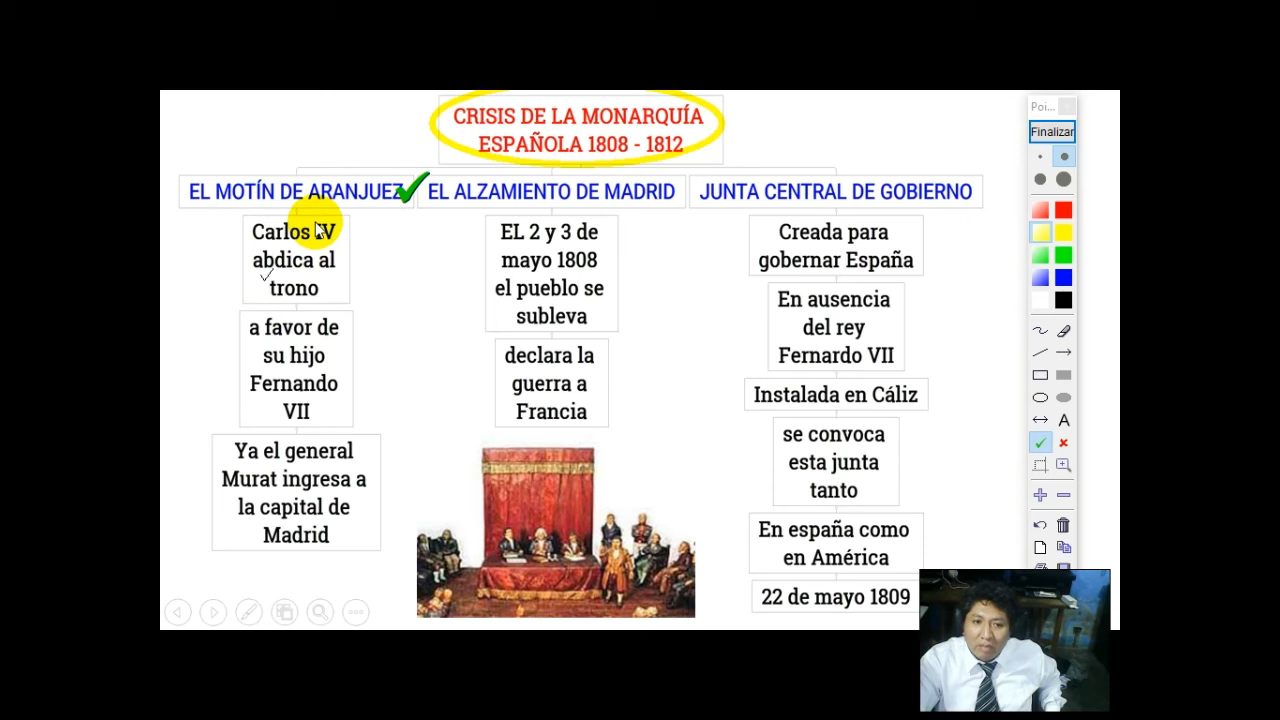 CRISIS DE LA MONARQUÍA
ESPAÑOLA 1808 - 1812
EL MOTÍN DE ARANJUEZ
Carlos IV
abdica al
trono
a favor de
su hijo
Fernando
VII
Ya el general
Murat ingresa a
la capital de
Madrid
EL ALZAMIENTO DE MADRID
EL 2 y 3 de
mayo 1808
el pueblo se
subleva
declara la
guerra a
Francia
JUNTA CENTRAL DE GOBIERNO
Creada para
gobernar España
En ausencia
del rey
Fernardo VII
Instalada en Cáliz
se convoca
esta junta
tanto
En españa como
en América
22 de mayo 1809
Poi...
Finalizar
A